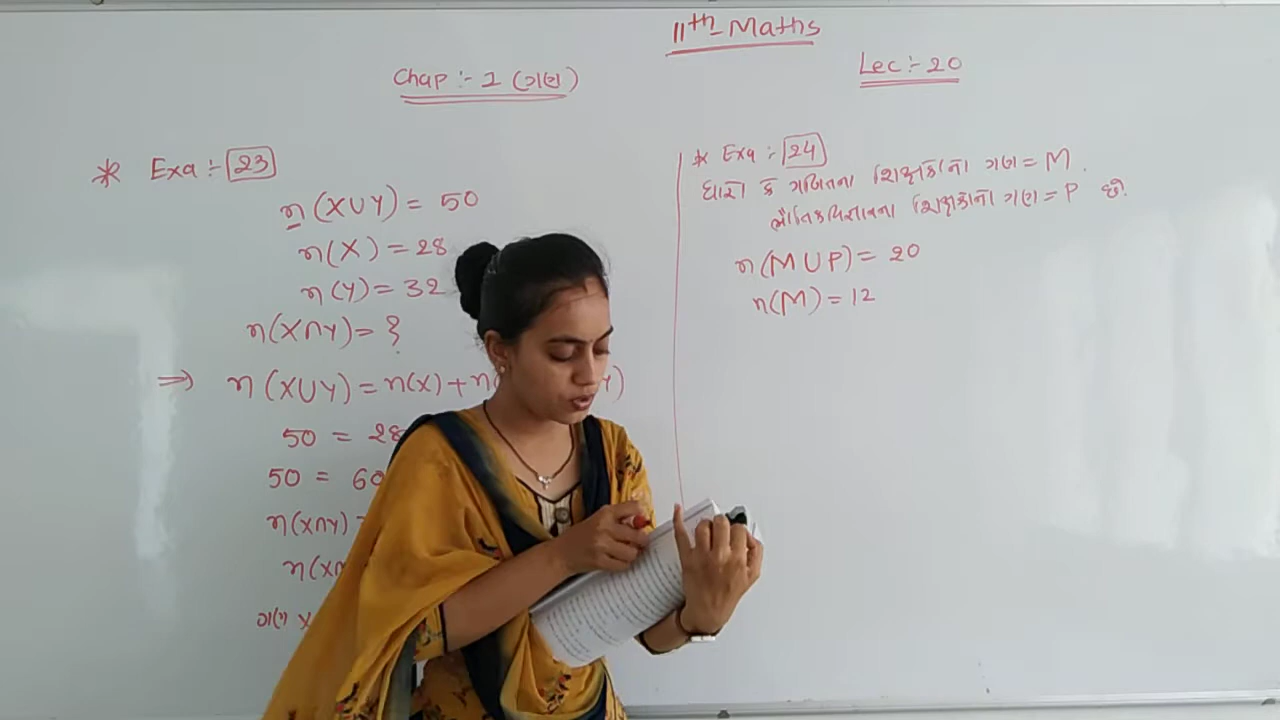 11th Maths
Chap :- 1 (ગણ)
Lec :- 20
* Exa :- 23
n(X∪Y) = 50
n(X) = 28
n(Y) = 32
n(X∩Y) = ?
⇒ n(X∪Y) = n(X) + n( Y)
50 = 28
50 = 60
n(X∩Y)
n(X∩
ગણ X
* Exa :- 24
ધારો કે ગણિતના શિક્ષકોનો ગણ = M.
ભૌતિકવિજ્ઞાનના શિક્ષકોનો ગણ = P છે.
n(M∪P) = 20
n(M) = 12